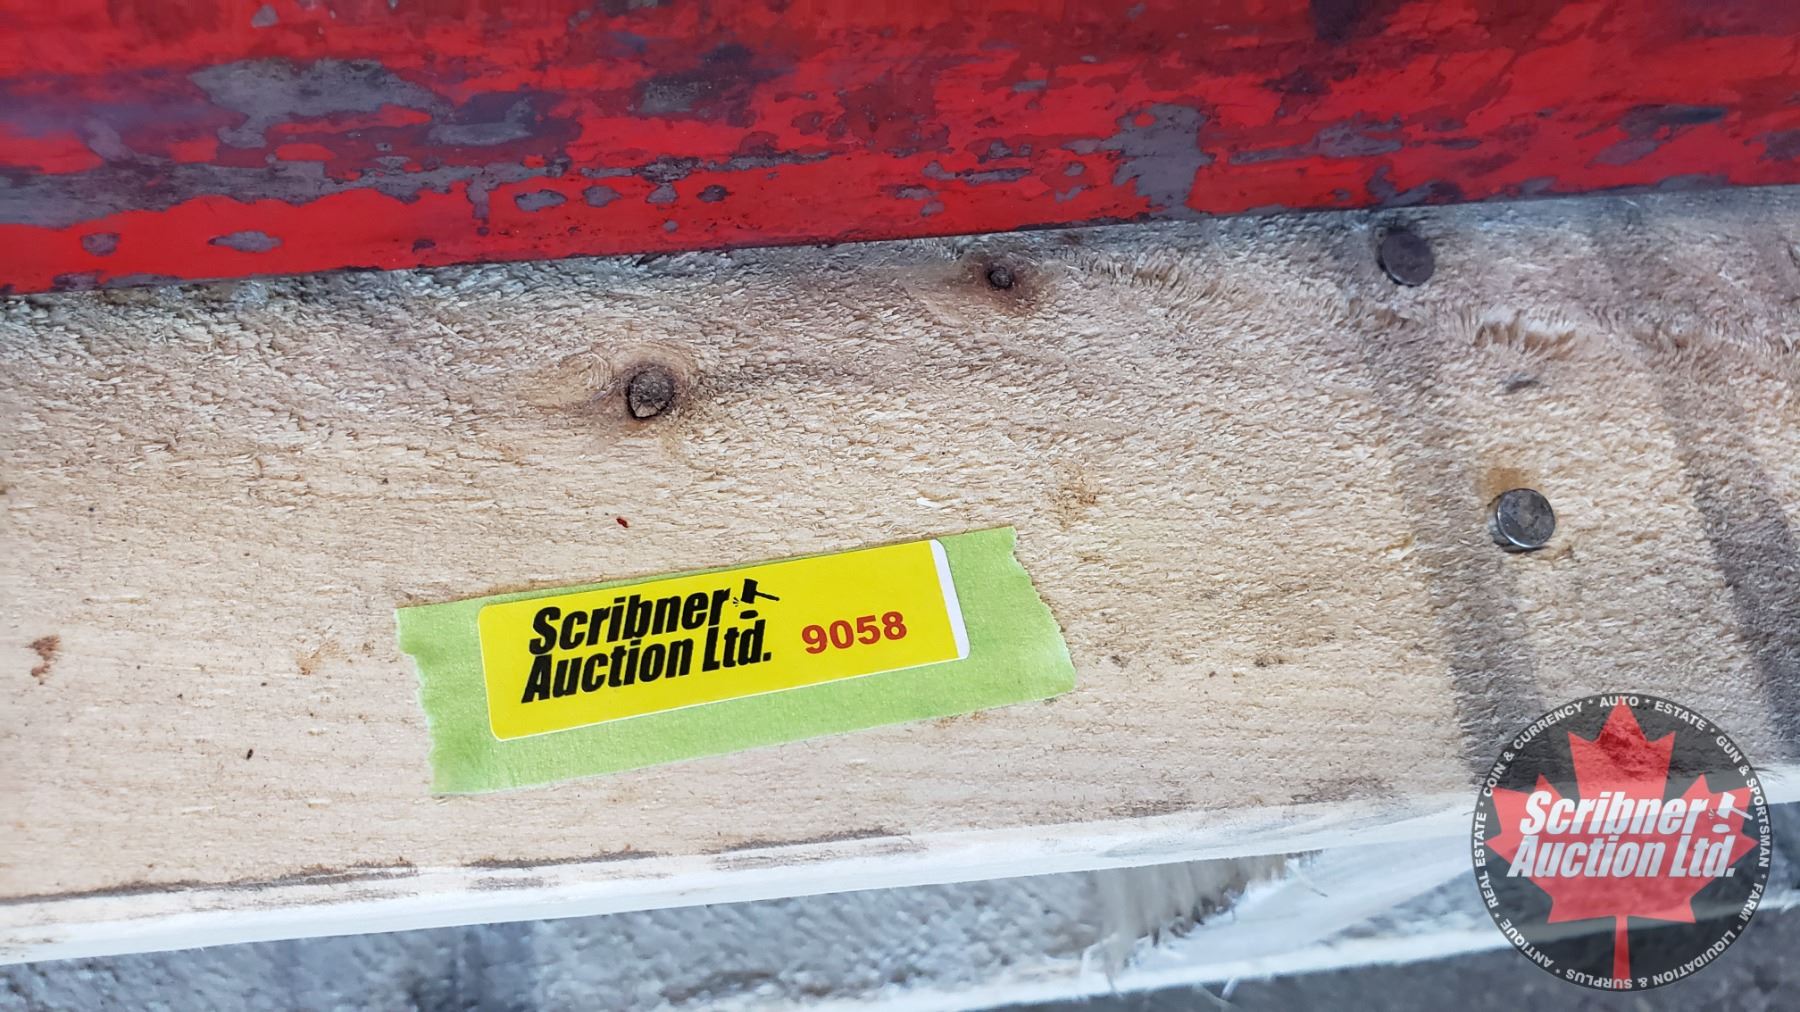 Scribner
Auction Ltd.
9058
COIN & CURRENCY * AUTO * ESTATE * GUN & SPORTSMAN * FARM * LIQUIDATION & SURPLUS * ANTIQUE * REAL ESTATE *
Scribner
Auction Ltd.